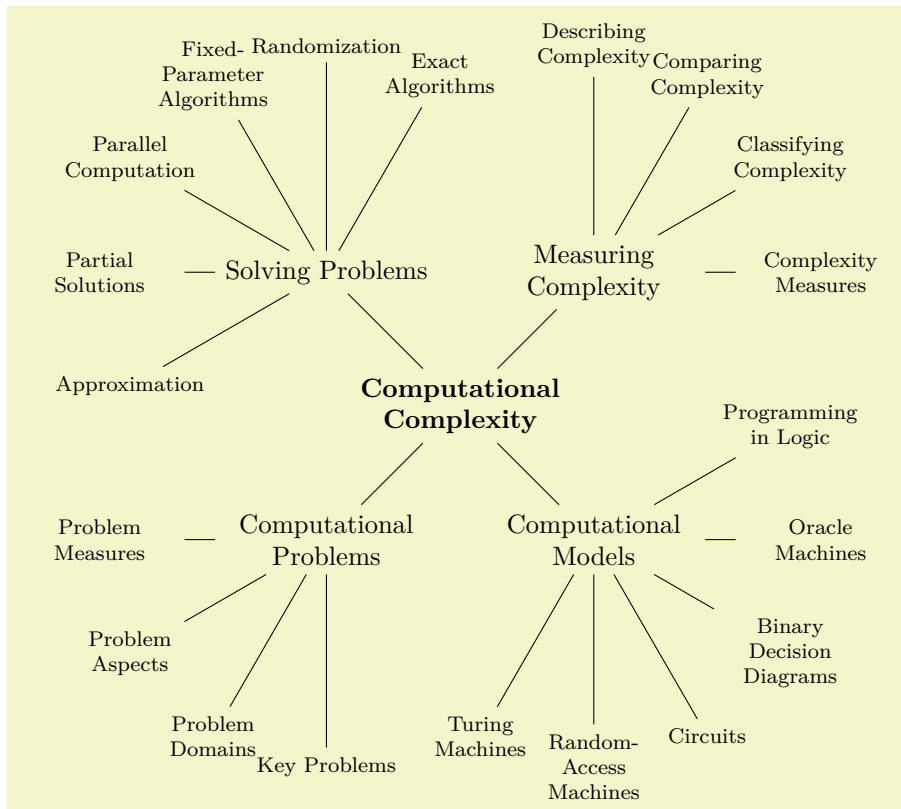 Fixed-
Parameter
Algorithms
Randomization
Exact
Algorithms
Parallel
Computation
Partial
Solutions
Solving Problems
Approximation
Describing
Complexity
Comparing
Complexity
Classifying
Complexity
Measuring
Complexity
Complexity
Measures
Computational
Complexity
Problem
Measures
Computational
Problems
Problem
Aspects
Problem
Domains
Key Problems
Programming
in Logic
Computational
Models
Oracle
Machines
Binary
Decision
Diagrams
Turing
Machines
Random-
Access
Machines
Circuits